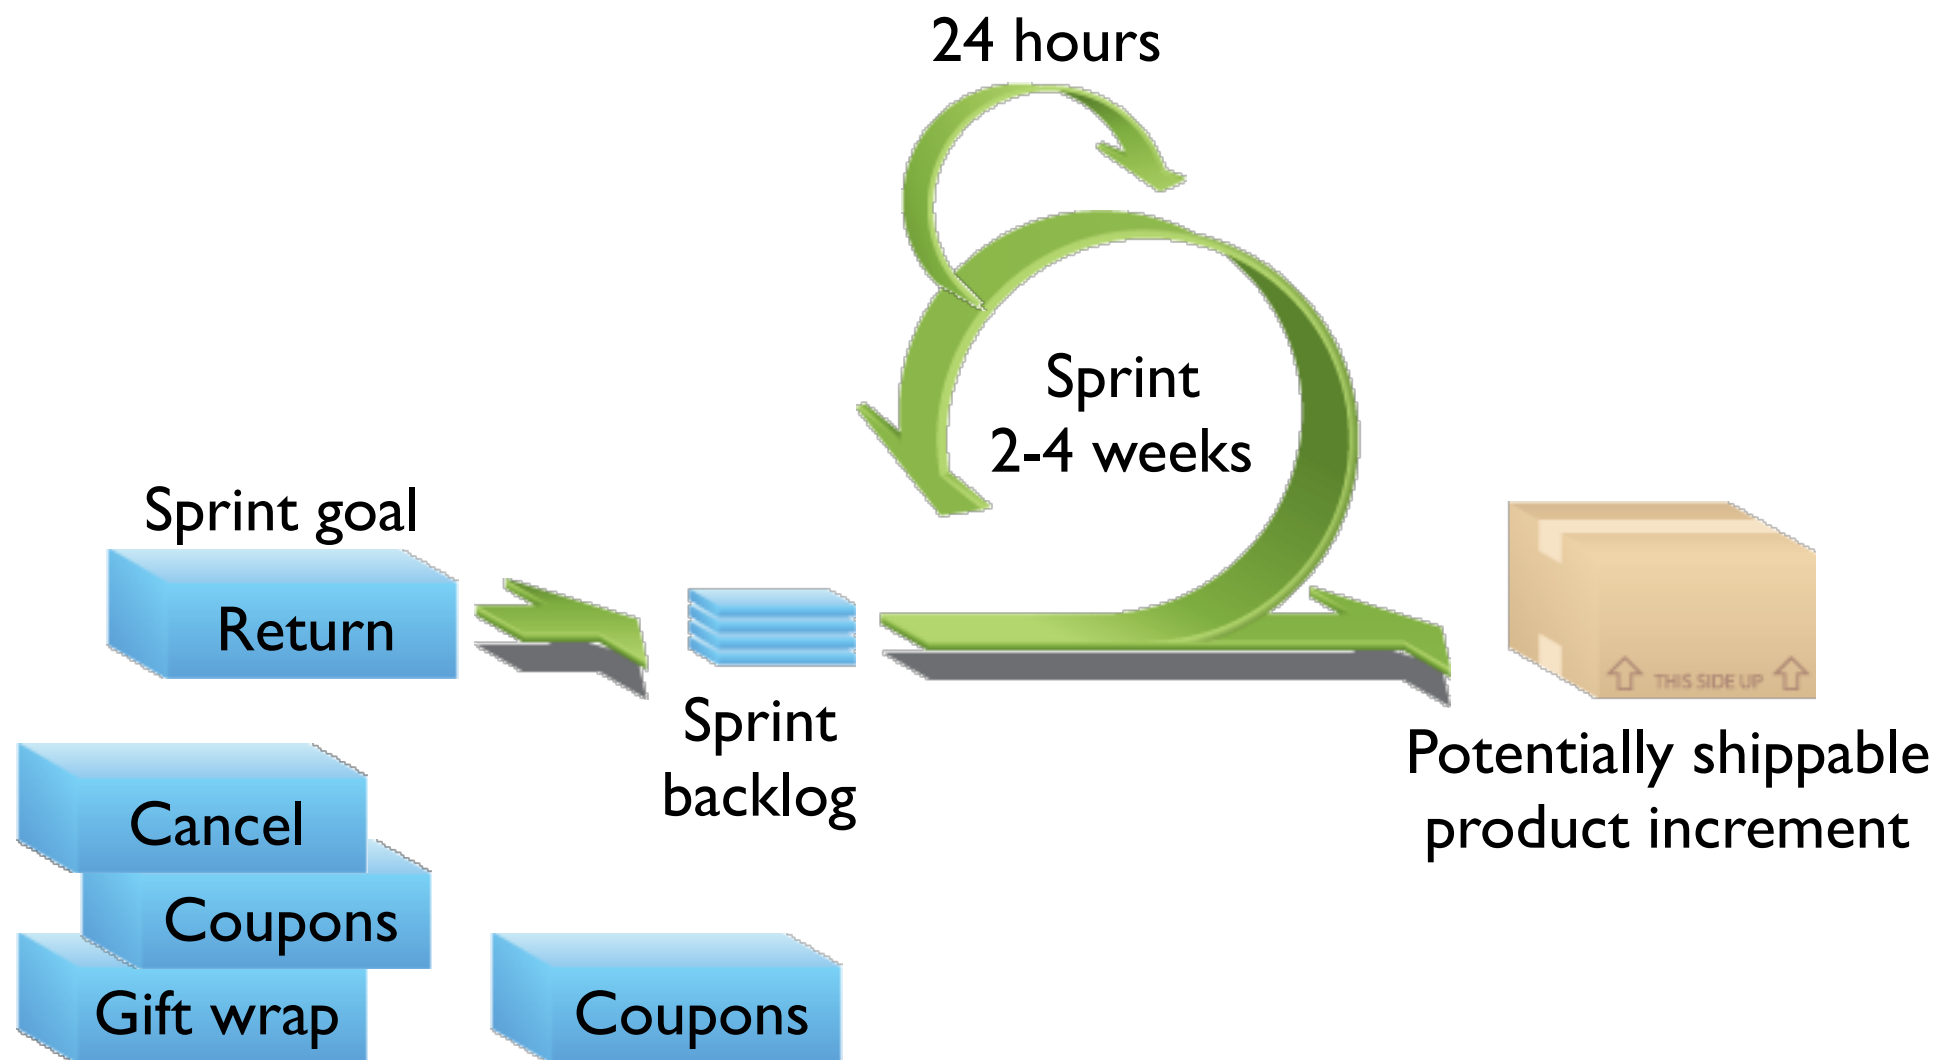 24 hours
Sprint
2-4 weeks
Sprint goal
Return
Sprint
backlog
THIS SIDE UP
Potentially shippable
product increment
Cancel
Coupons
Gift wrap
Coupons